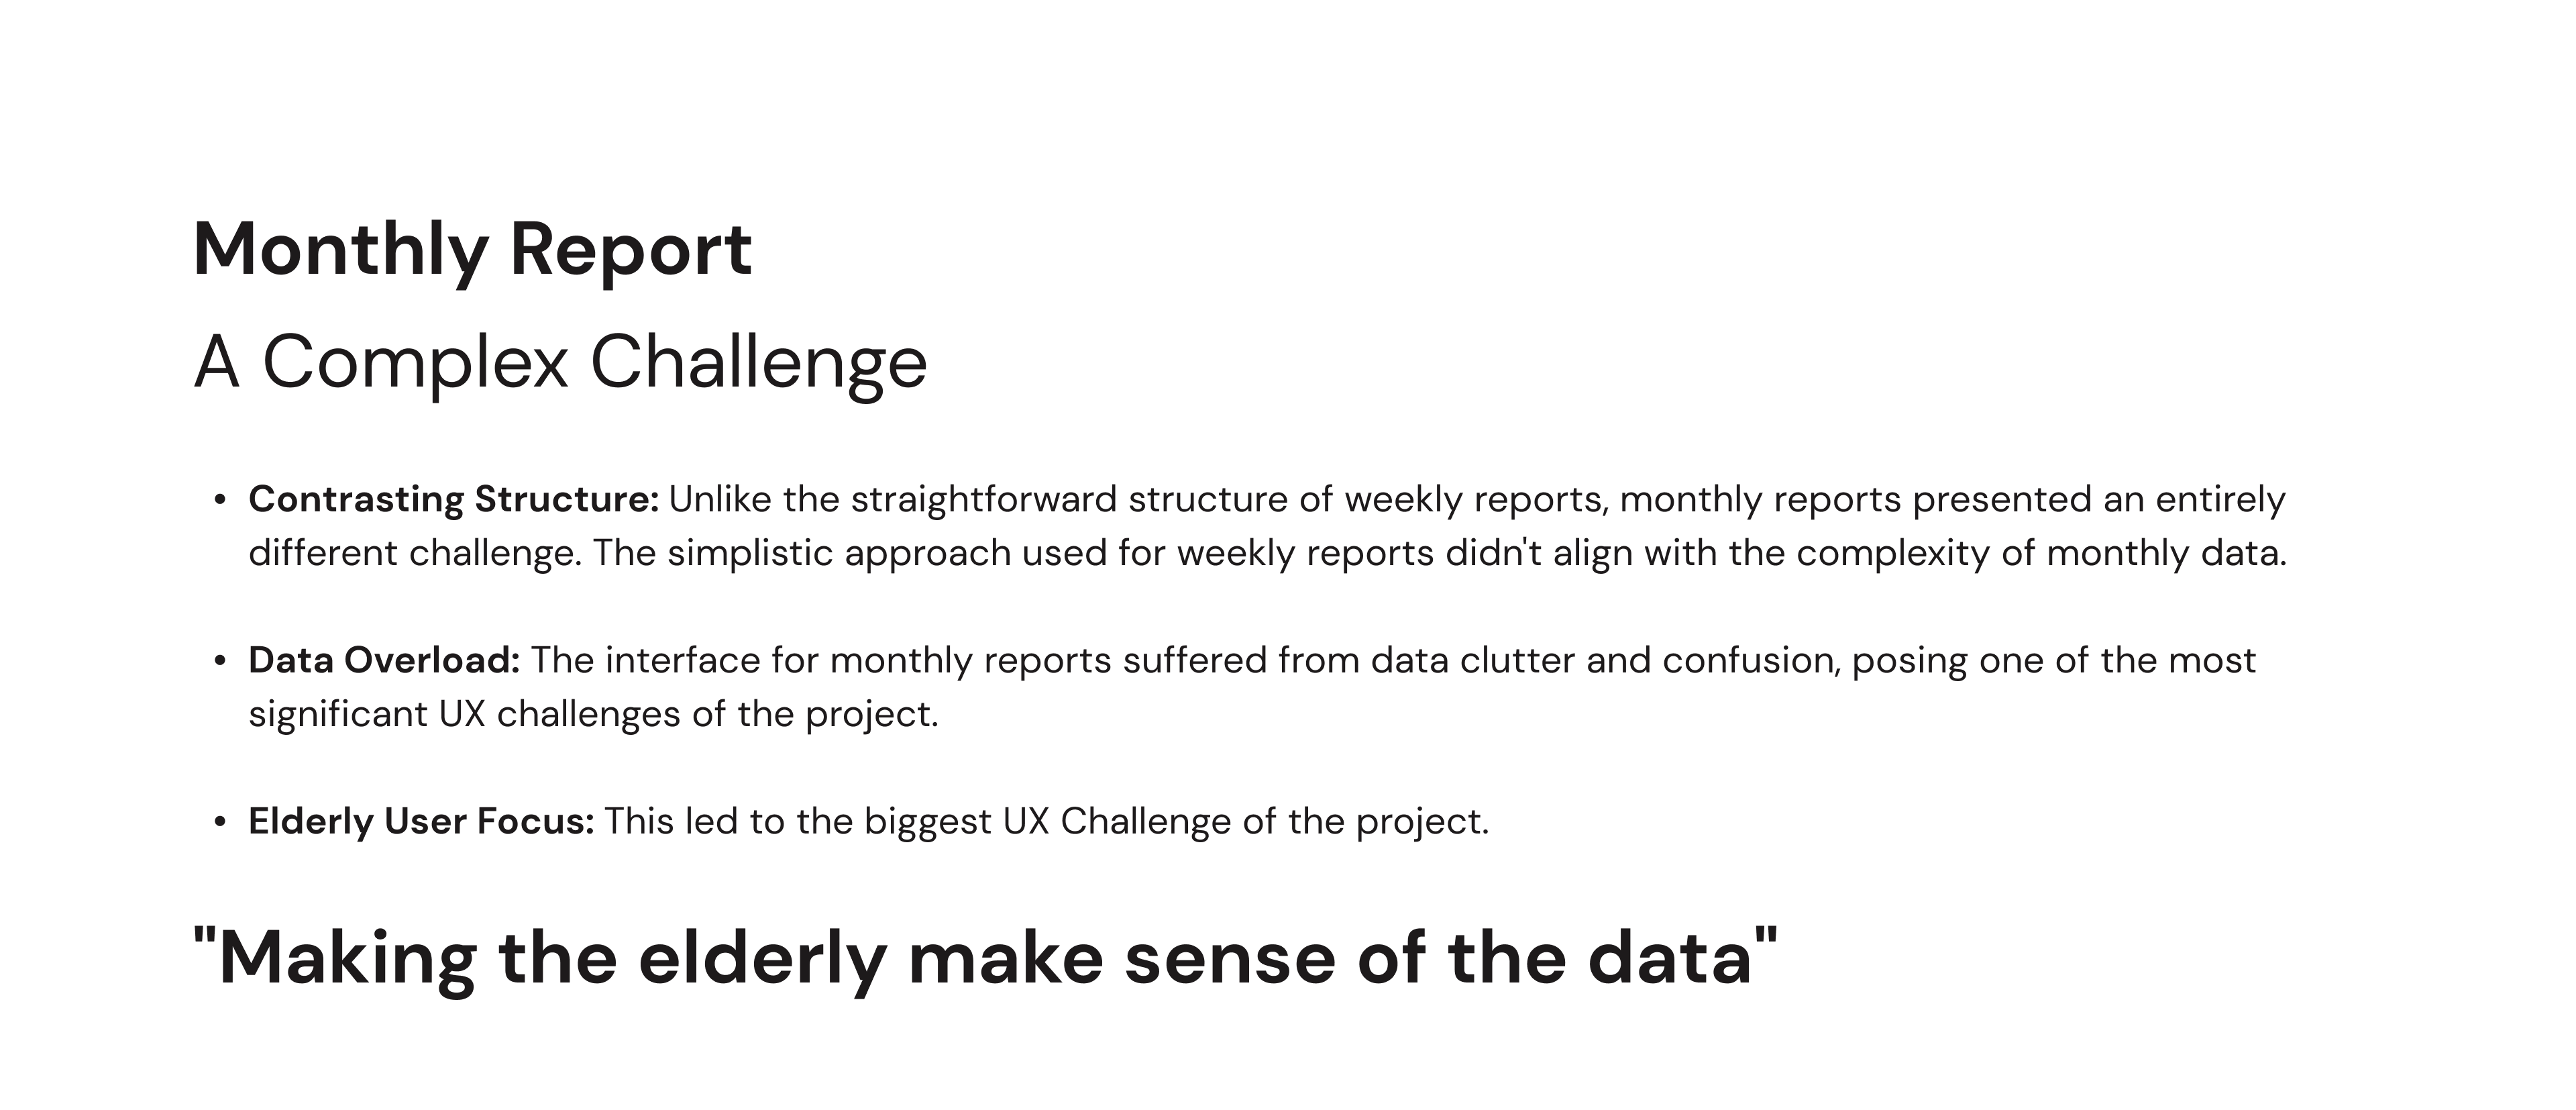 Monthly Report
A Complex Challenge
• Contrasting Structure: Unlike the straightforward structure of weekly reports, monthly reports presented an entirely
different challenge. The simplistic approach used for weekly reports didn't align with the complexity of monthly data.
• Data Overload: The interface for monthly reports suffered from data clutter and confusion, posing one of the most
significant UX challenges of the project.
• Elderly User Focus: This led to the biggest UX Challenge of the project.
"Making the elderly make sense of the data"